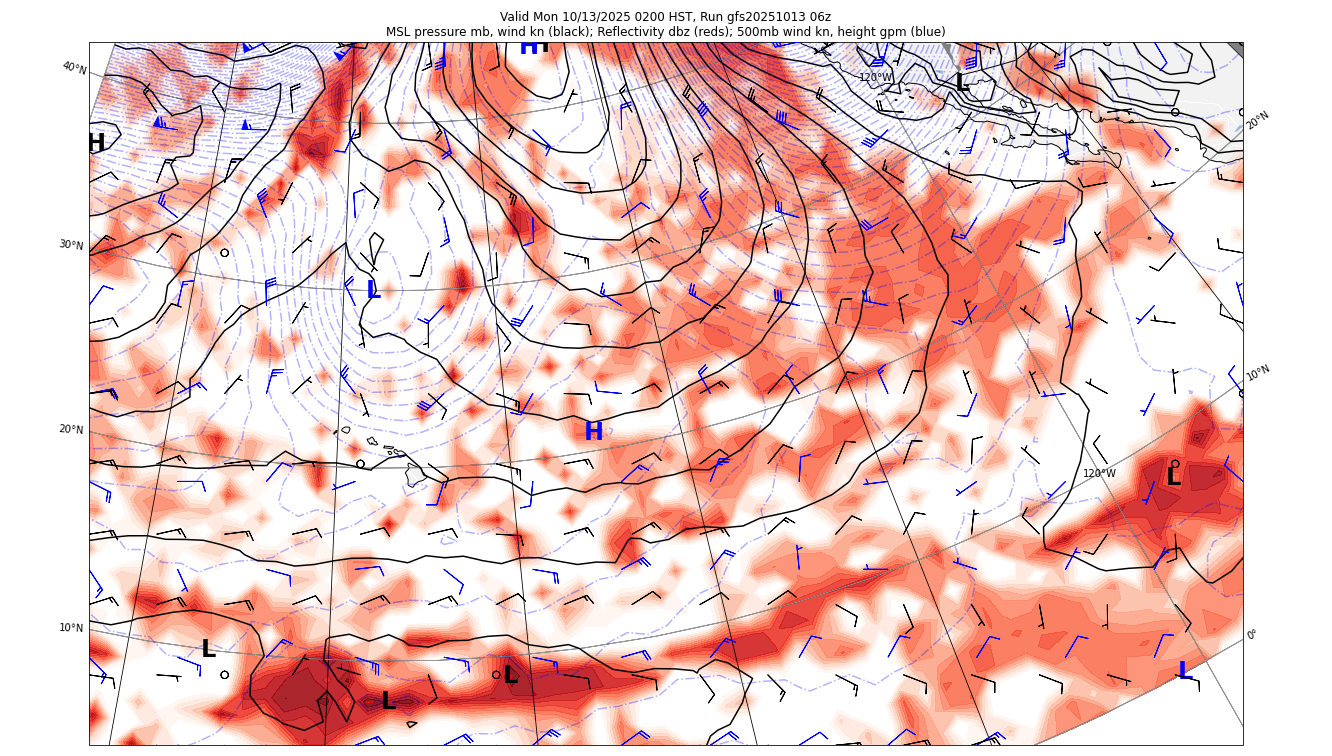 Valid Mon 10/13/2025 0200 HST, Run gfs20251013 06z
MSL pressure mb, wind kn (black); Reflectivity dbz (reds); 500mb wind kn, height gpm (blue)
H
40°N
120°W
L
20°N
H
30°N
L
10°N
20°N
H
120°W
L
10°N
0°
L
L
L
L